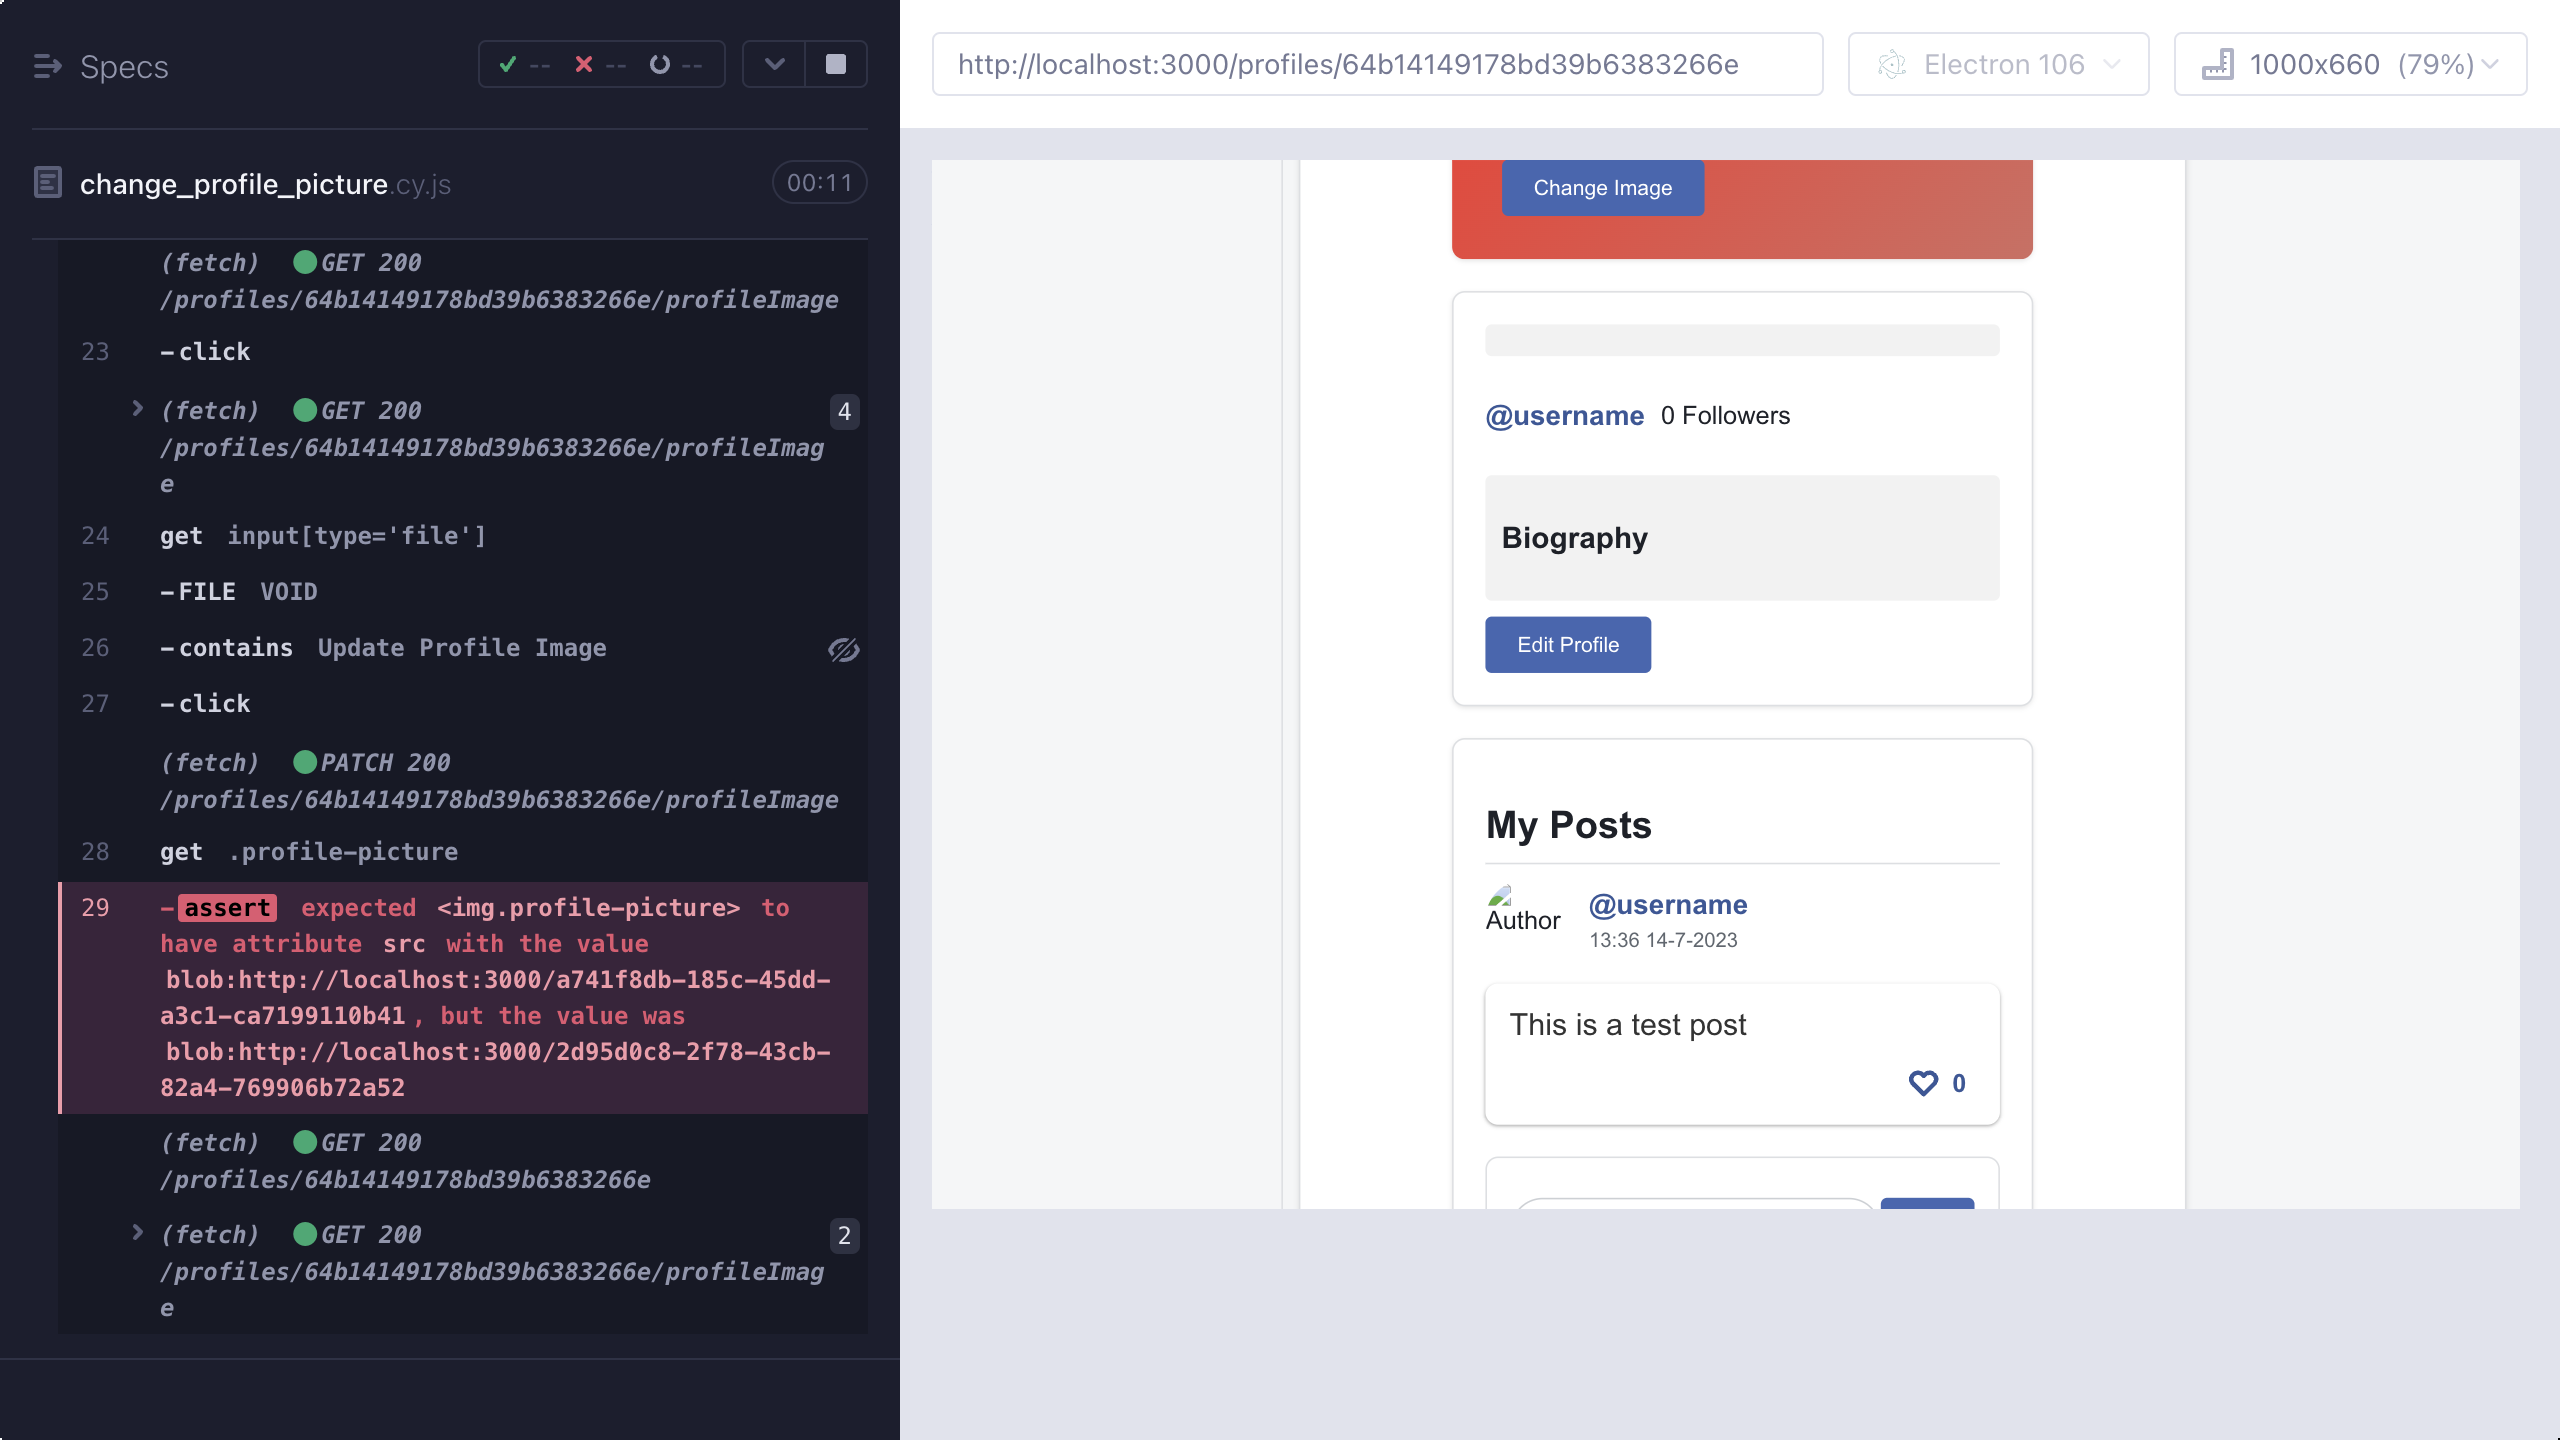 Specs
-- -- --
change_profile_picture.cy.js 00:11
(fetch) GET 200
/profiles/64b14149178bd39b6383266e/profileImage
23 -click
(fetch) GET 200 4
/profiles/64b14149178bd39b6383266e/profileImag
e
24 get input[type='file']
25 -FILE VOID
26 -contains Update Profile Image
27 -click
(fetch) PATCH 200
/profiles/64b14149178bd39b6383266e/profileImage
28 get .profile-picture
29 -assert expected <img.profile-picture> to
have attribute src with the value
blob:http://localhost:3000/a741f8db-185c-45dd-
a3c1-ca7199110b41, but the value was
blob:http://localhost:3000/2d95d0c8-2f78-43cb-
82a4-769906b72a52
(fetch) GET 200
/profiles/64b14149178bd39b6383266e
(fetch) GET 200 2
/profiles/64b14149178bd39b6383266e/profileImag
e
http://localhost:3000/profiles/64b14149178bd39b6383266e
Electron 106
1000x660 (79%)
Change Image
@username 0 Followers
Biography
Edit Profile
My Posts
Author
@username
13:36 14-7-2023
This is a test post
0